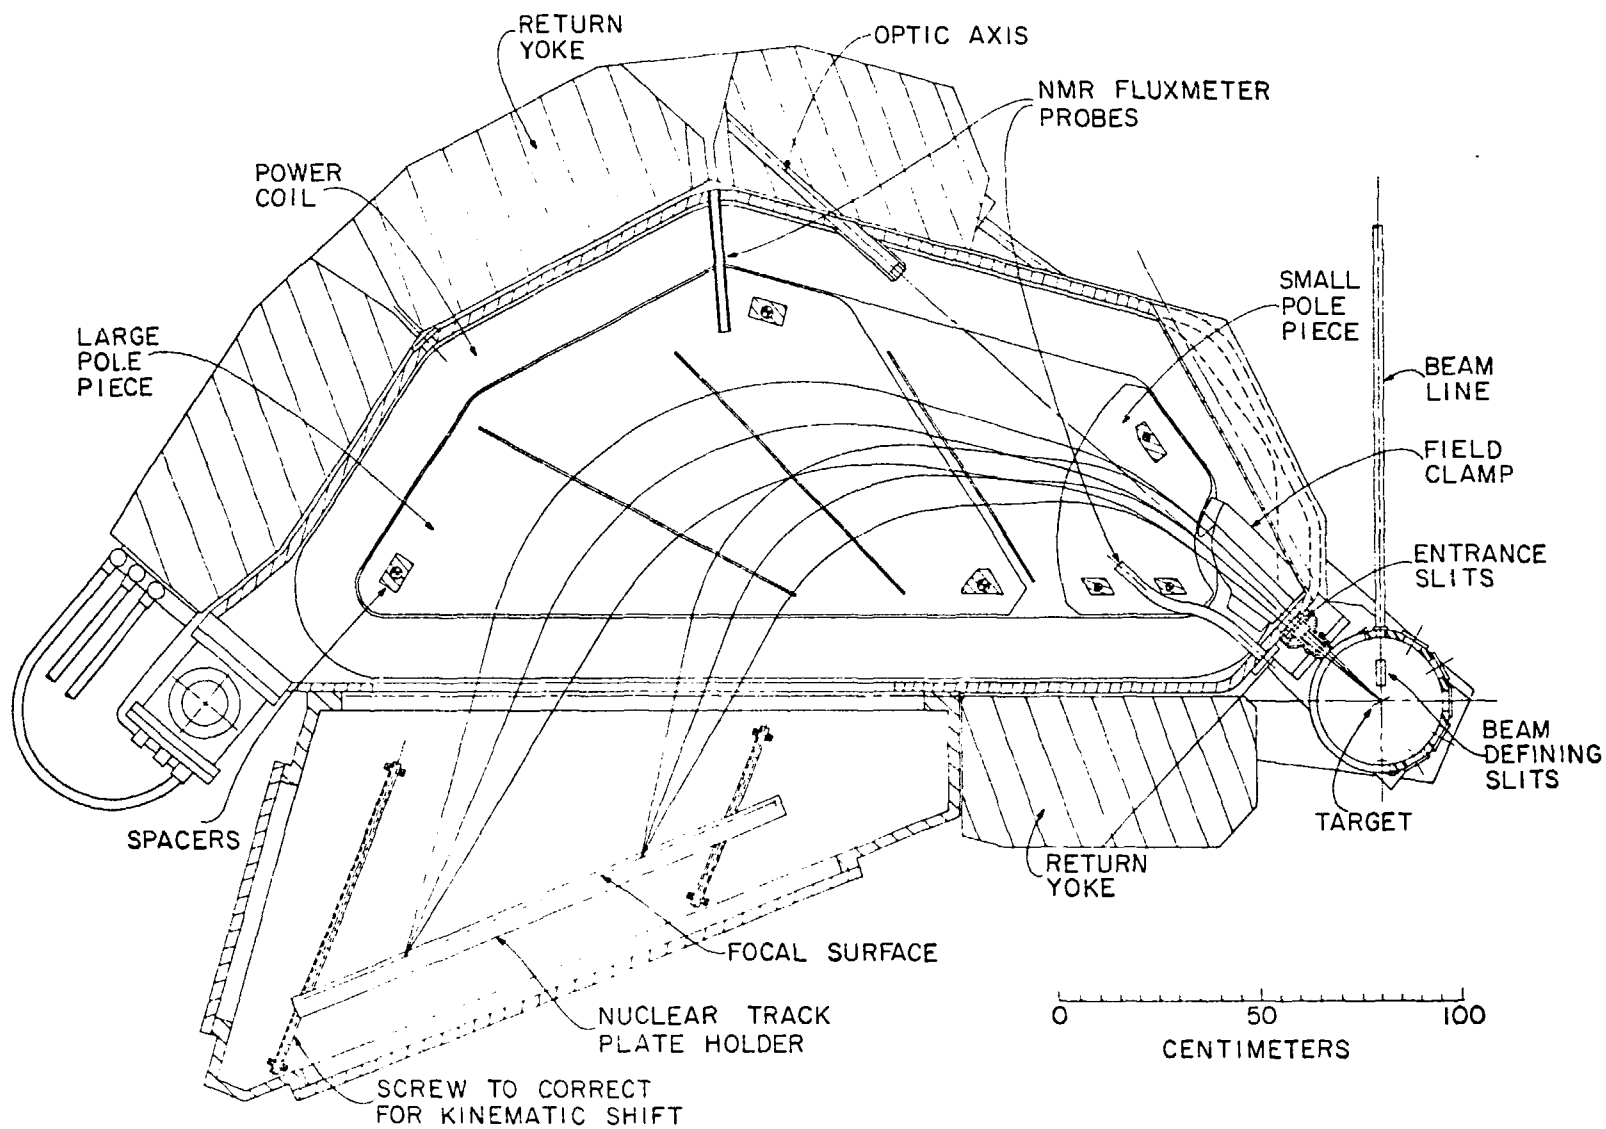 RETURN
YOKE
OPTIC AXIS
NMR FLUXMETER
PROBES
POWER
COIL
SMALL
POLE
PIECE
LARGE
POLE
PIECE
BEAM
LINE
FIELD
CLAMP
ENTRANCE
SLITS
BEAM
DEFINING
SLITS
TARGET
SPACERS
RETURN
YOKE
FOCAL SURFACE
NUCLEAR TRACK
PLATE HOLDER
0 50 100
CENTIMETERS
SCREW TO CORRECT
FOR KINEMATIC SHIFT